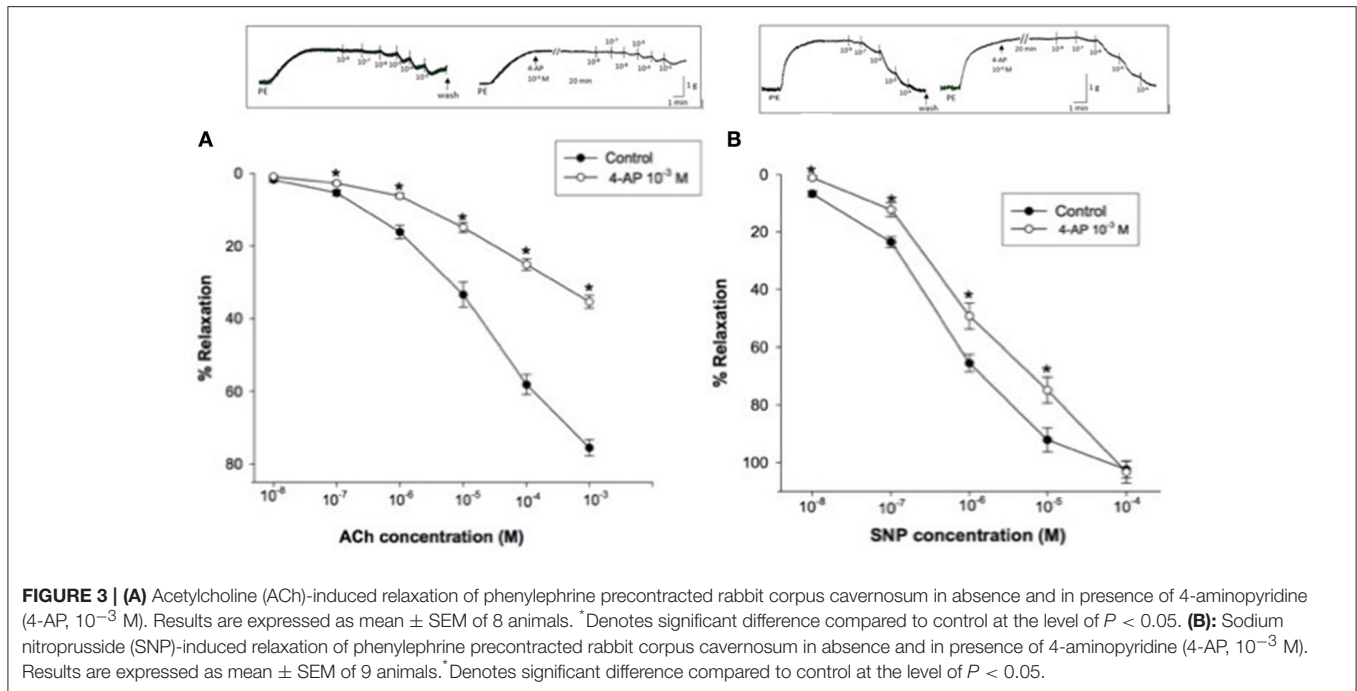 PE
10⁻⁸
10⁻⁷
wash
PE
4-AP
20 min
1 g
1 min
PE
10⁻⁸
10⁻⁷
wash
PE
20 min
4-AP
1 g
1 min
A
Control
4-AP 10⁻³ M
0
20
40
60
80
% Relaxation
10⁻⁸ 10⁻⁷ 10⁻⁶ 10⁻⁵ 10⁻⁴ 10⁻³
ACh concentration (M)
* * * * *
B
Control
4-AP 10⁻³ M
0
20
40
60
80
100
% Relaxation
10⁻⁸ 10⁻⁷ 10⁻⁶ 10⁻⁵ 10⁻⁴
SNP concentration (M)
* * * *
FIGURE 3 | (A) Acetylcholine (ACh)-induced relaxation of phenylephrine precontracted rabbit corpus cavernosum in absence and in presence of 4-aminopyridine
(4-AP, 10⁻³ M). Results are expressed as mean ± SEM of 8 animals. *Denotes significant difference compared to control at the level of P < 0.05. (B): Sodium
nitroprusside (SNP)-induced relaxation of phenylephrine precontracted rabbit corpus cavernosum in absence and in presence of 4-aminopyridine (4-AP, 10⁻³ M).
Results are expressed as mean ± SEM of 9 animals.*Denotes significant difference compared to control at the level of P < 0.05.